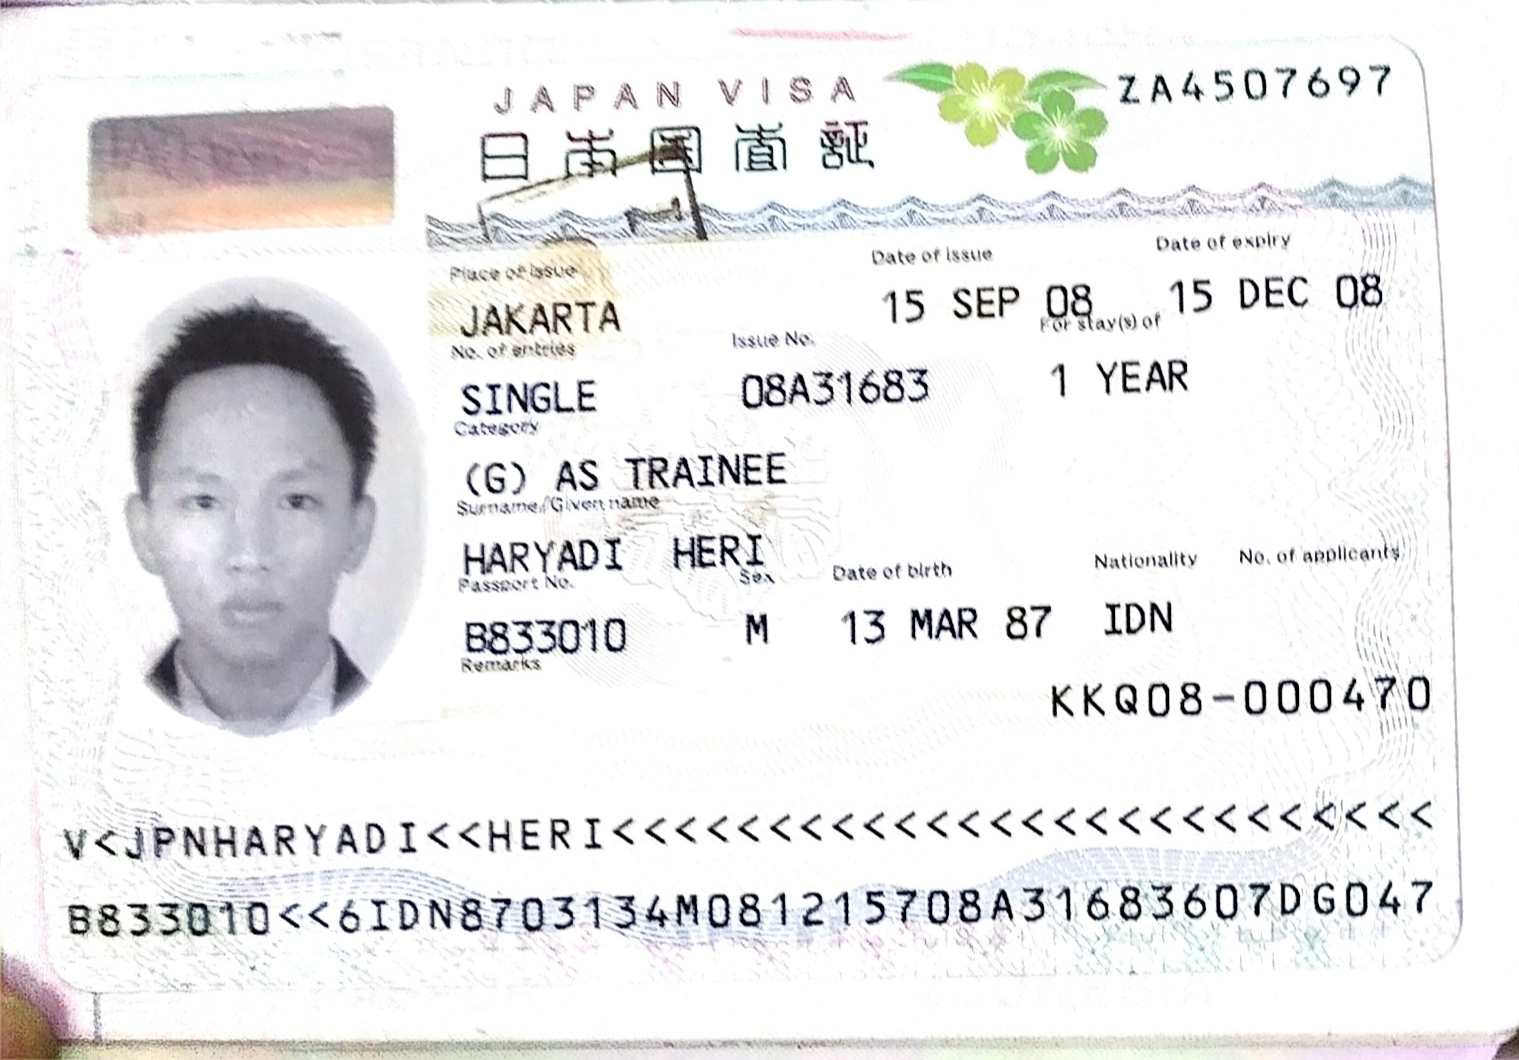 JAPAN VISA
ZA4507697
日本国査証
Place of issue Date of issue Date of expiry
JAKARTA 15 SEP 08 15 DEC 08
No. of entries Issue No. For stay(s) of
SINGLE 08A31683 1 YEAR
Category
(G) AS TRAINEE
Surname/Given name
HARYADI HERI
Passport No. Sex Date of birth Nationality No. of applicants
B833010 M 13 MAR 87 IDN
Remarks
KKQ08-000470
V<JPNHARYADI<<HERI<<<<<<<<<<<<<<<<<<<<<<<<<<
B833010<<6IDN8703134M081215708A31683607DG047